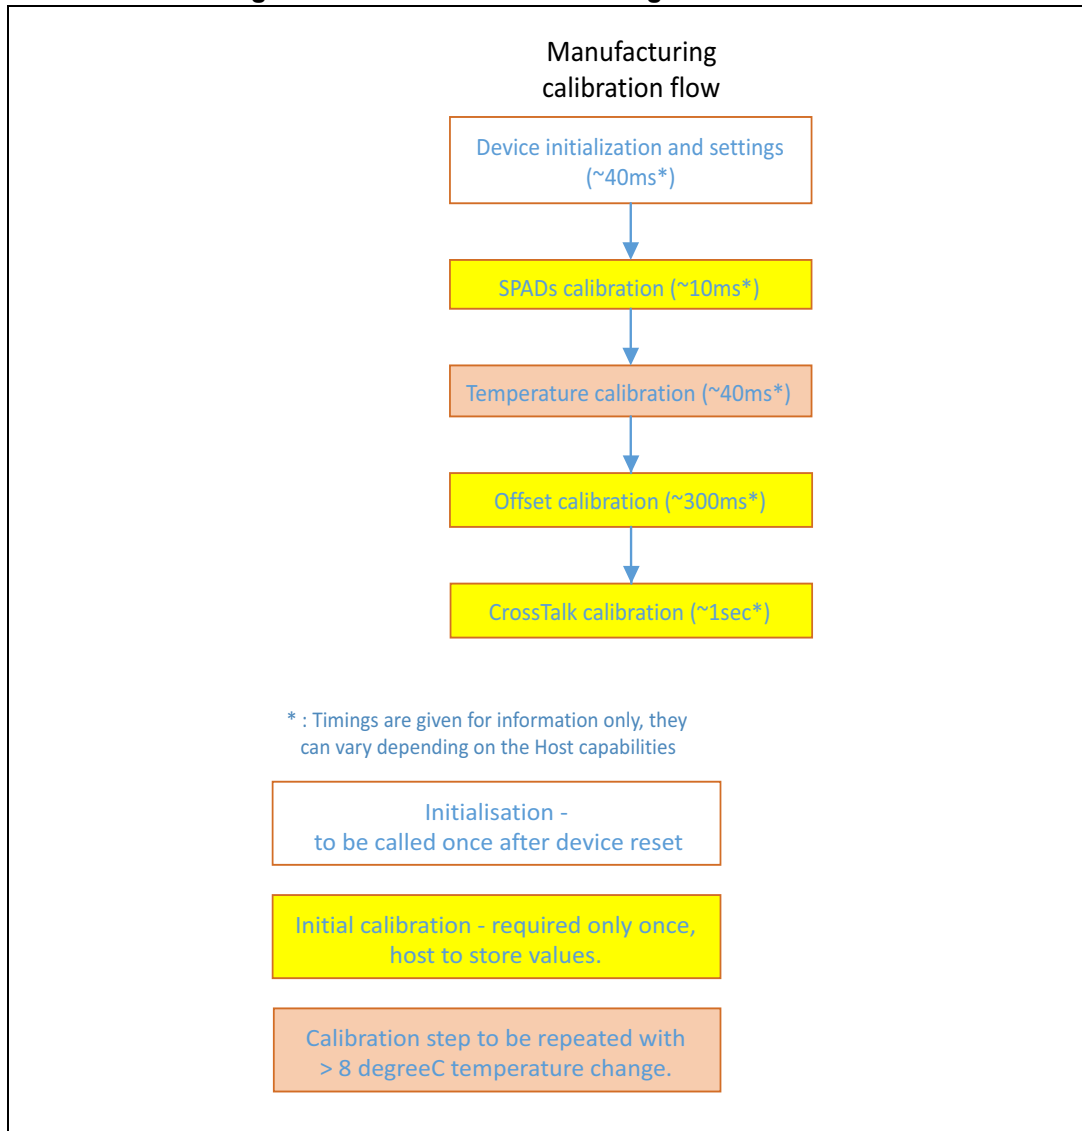 Manufacturing
calibration flow
Device initialization and settings
(~40ms*)
SPADs calibration (~10ms*)
Temperature calibration (~40ms*)
Offset calibration (~300ms*)
CrossTalk calibration (~1sec*)
* : Timings are given for information only, they
can vary depending on the Host capabilities
Initialisation -
to be called once after device reset
Initial calibration - required only once,
host to store values.
Calibration step to be repeated with
> 8 degreeC temperature change.